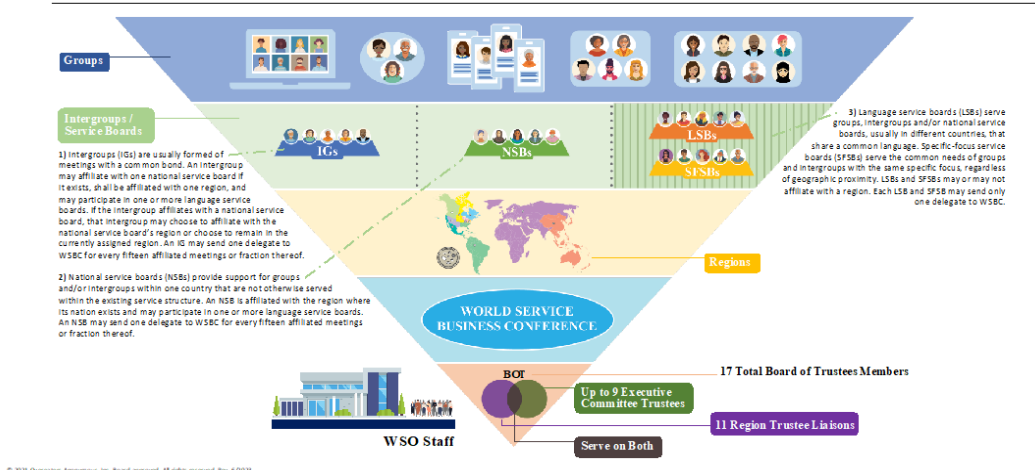 Groups
Intergroups /
Service Boards
IGs
NSBs
LSBs
SFSBs
1) Intergroups (IGs) are usually formed of
meetings with a common bond. An intergroup
may affiliate with one national service board if
it exists, shall be affiliated with one region, and
may participate in one or more language service
boards. If the intergroup affiliates with a national service
board, that intergroup may choose to affiliate with the
national service board's region or choose to remain in the
currently assigned region. An IG may send one delegate to
WSBC for every fifteen affiliated meetings or fraction thereof.
2) National service boards (NSBs) provide support for groups
and/or intergroups within one country that are not otherwise served
within the existing service structure. An NSB is affiliated with the region where
its nation exists and may participate in one or more language service boards.
An NSB may send one delegate to WSBC for every fifteen affiliated meetings
or fraction thereof.
3) Language service boards (LSBs) serve
groups, intergroups and/or national service
boards, usually in different countries, that
share a common language. Specific-focus service
boards (SFSBs) serve the common needs of groups
and intergroups with the same specific focus, regardless
of geographic proximity. LSBs and SFSBs may or may not
affiliate with a region. Each LSB and SFSB may send only
one delegate to WSBC.
Regions
WORLD SERVICE
BUSINESS CONFERENCE
BOT
17 Total Board of Trustees Members
Up to 9 Executive
Committee Trustees
11 Region Trustee Liaisons
Serve on Both
WSO Staff